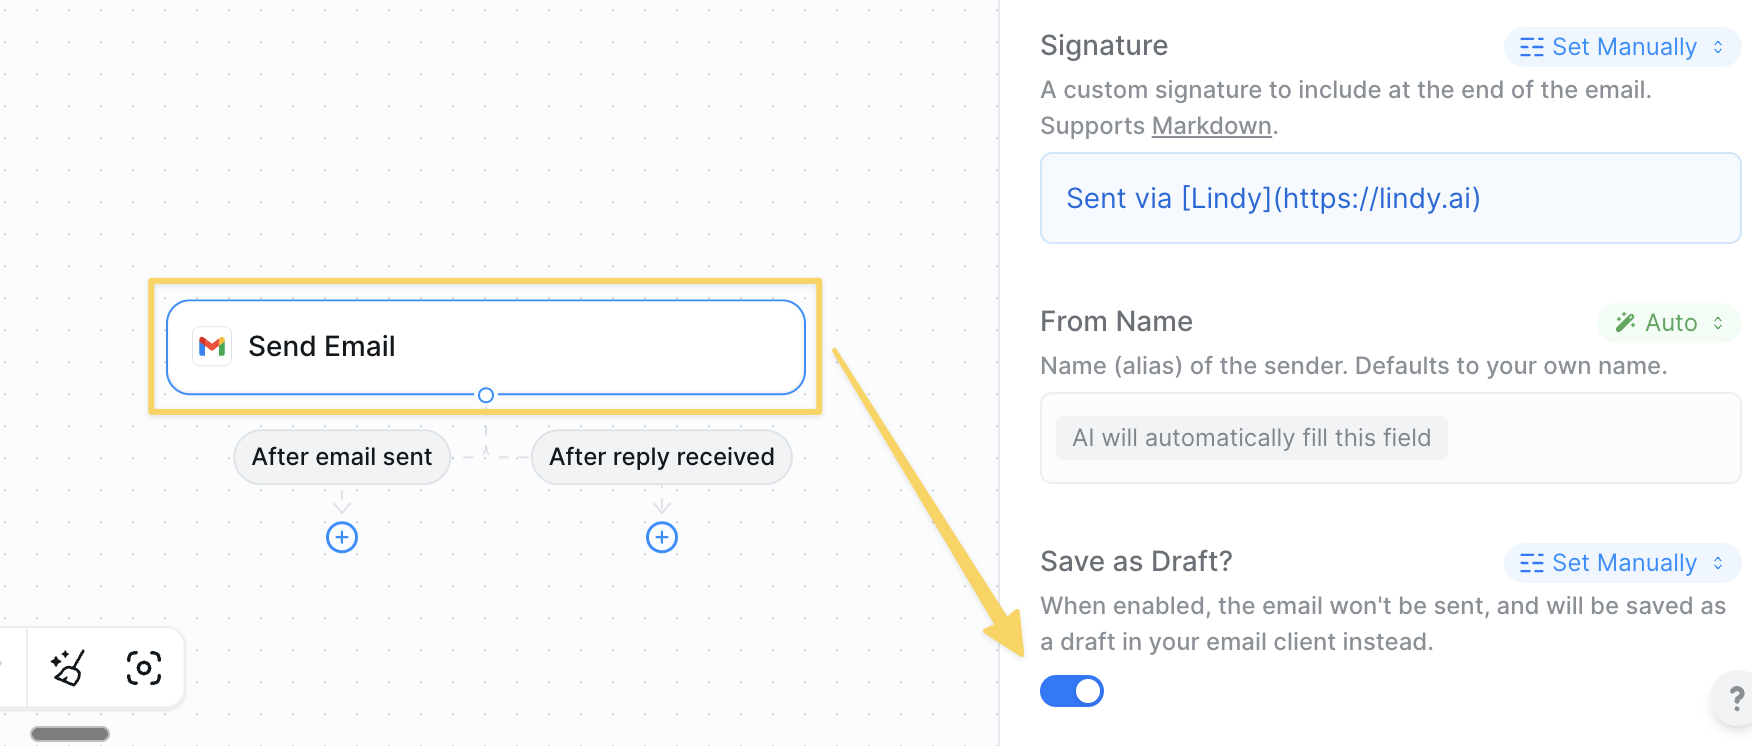 Send Email
After email sent
After reply received
Signature
Set Manually
A custom signature to include at the end of the email.
Supports Markdown.
Sent via [Lindy](https://lindy.ai)
From Name
Auto
Name (alias) of the sender. Defaults to your own name.
AI will automatically fill this field
Save as Draft?
Set Manually
When enabled, the email won't be sent, and will be saved as
a draft in your email client instead.
?